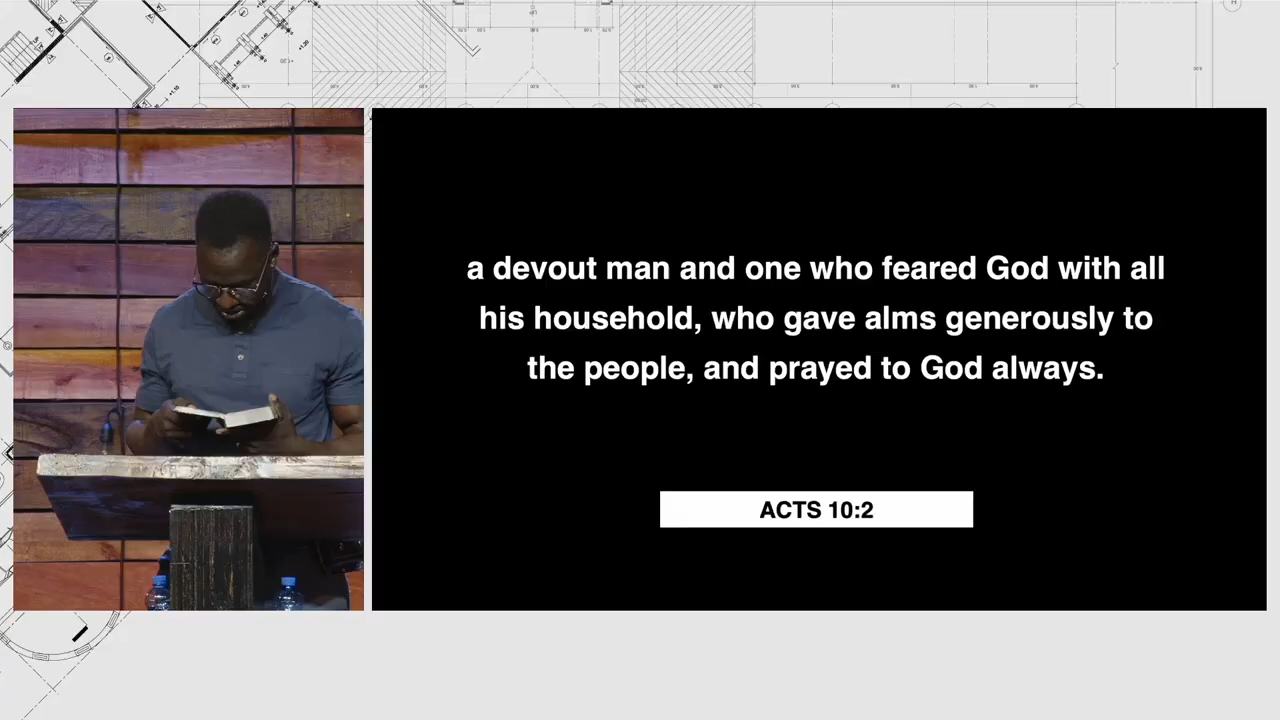 a devout man and one who feared God with all
his household, who gave alms generously to
the people, and prayed to God always.
ACTS 10:2